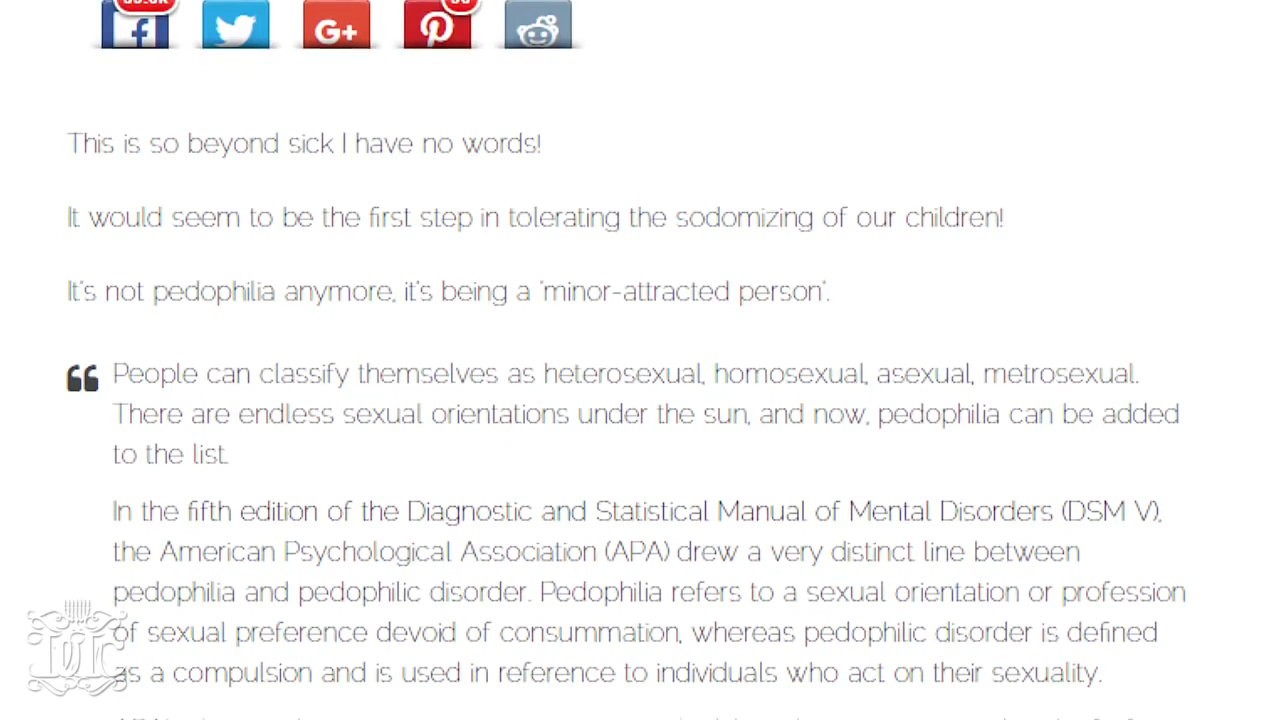 This is so beyond sick I have no words!
It would seem to be the first step in tolerating the sodomizing of our children!
It's not pedophilia anymore, it's being a 'minor-attracted person'.
People can classify themselves as heterosexual, homosexual, asexual, metrosexual.
There are endless sexual orientations under the sun, and now, pedophilia can be added
to the list.
In the fifth edition of the Diagnostic and Statistical Manual of Mental Disorders (DSM V),
the American Psychological Association (APA) drew a very distinct line between
pedophilia and pedophilic disorder. Pedophilia refers to a sexual orientation or profession
of sexual preference devoid of consummation, whereas pedophilic disorder is defined
as a compulsion and is used in reference to individuals who act on their sexuality.